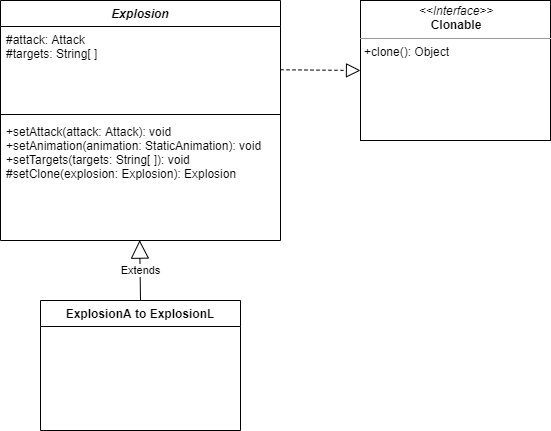 Explosion
#attack: Attack
#targets: String[ ]
+setAttack(attack: Attack): void
+setAnimation(animation: StaticAnimation): void
+setTargets(targets: String[ ]): void
#setClone(explosion: Explosion): Explosion
<<Interface>>
Clonable
+clone(): Object
Extends
ExplosionA to ExplosionL